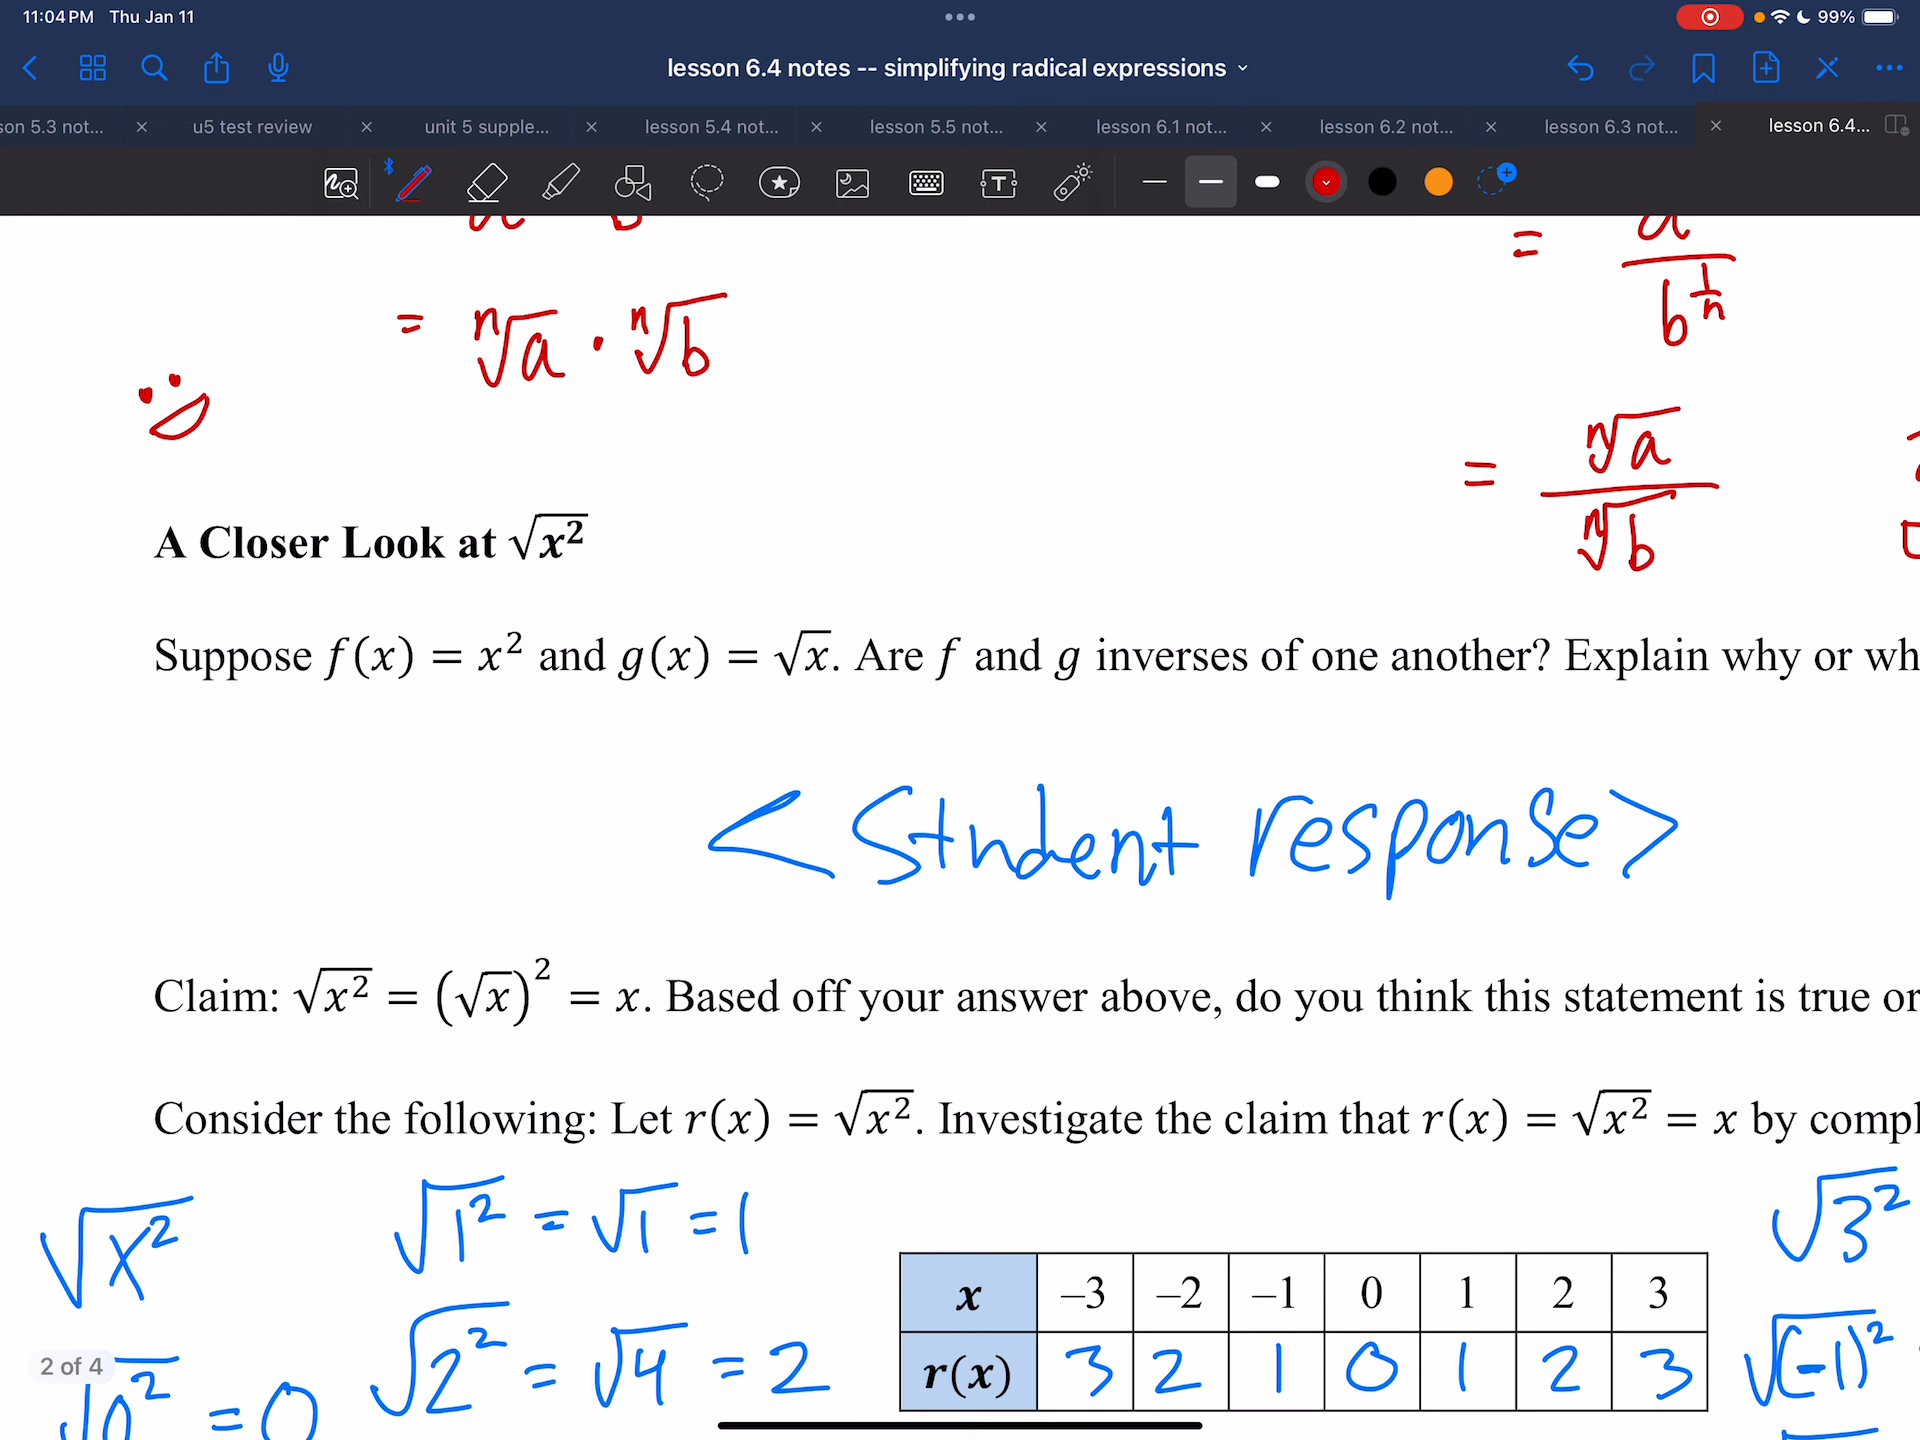 11:04 PM Thu Jan 11
99%
lesson 6.4 notes -- simplifying radical expressions
son 5.3 not... × u5 test review × unit 5 supple... × lesson 5.4 not... × lesson 5.5 not... × lesson 6.1 not... × lesson 6.2 not... × lesson 6.3 not... × lesson 6.4...
= a / b^(1/n)
= ⁿ√a · ⁿ√b
= ⁿ√a / ⁿ√b
A Closer Look at √x²
Suppose f(x) = x² and g(x) = √x. Are f and g inverses of one another? Explain why or wh
<Student response>
Claim: √x² = (√x)² = x. Based off your answer above, do you think this statement is true or
Consider the following: Let r(x) = √x². Investigate the claim that r(x) = √x² = x by compl
√x² √1² = √1 = 1 √3²
x –3 –2 –1 0 1 2 3
√2² = √4 = 2
r(x) 3 2 1 0 1 2 3 √(-1)²
2 of 4
√0² = 0